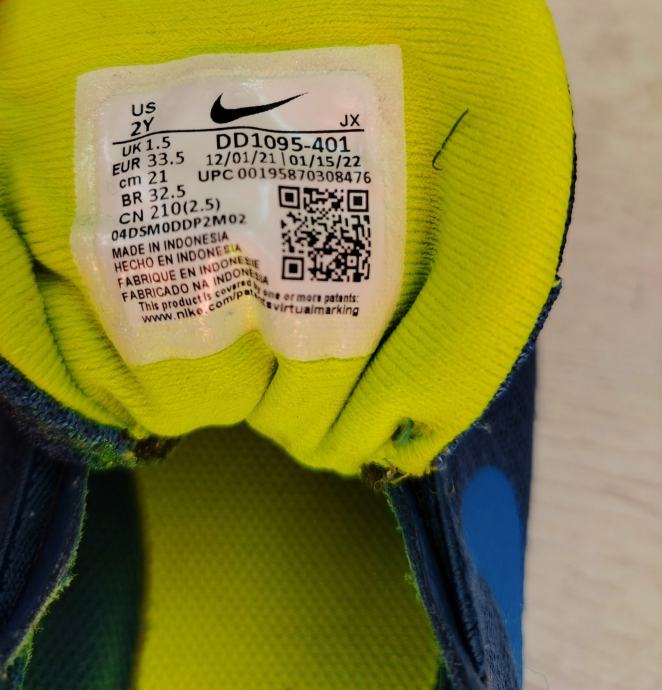 US
2Y
JX
UK 1.5
EUR 33.5
cm 21
BR 32.5
CN 210(2.5)
DD1095-401
12/01/21 | 01/15/22
UPC 00195870308476
04DSM0DDP2M02
MADE IN INDONESIA
HECHO EN INDONESIA
FABRIQUE EN INDONESIE
FABRICADO NA INDONESIA
This product is covered by one or more patents:
www.nike.com/patentsvirtualmarking